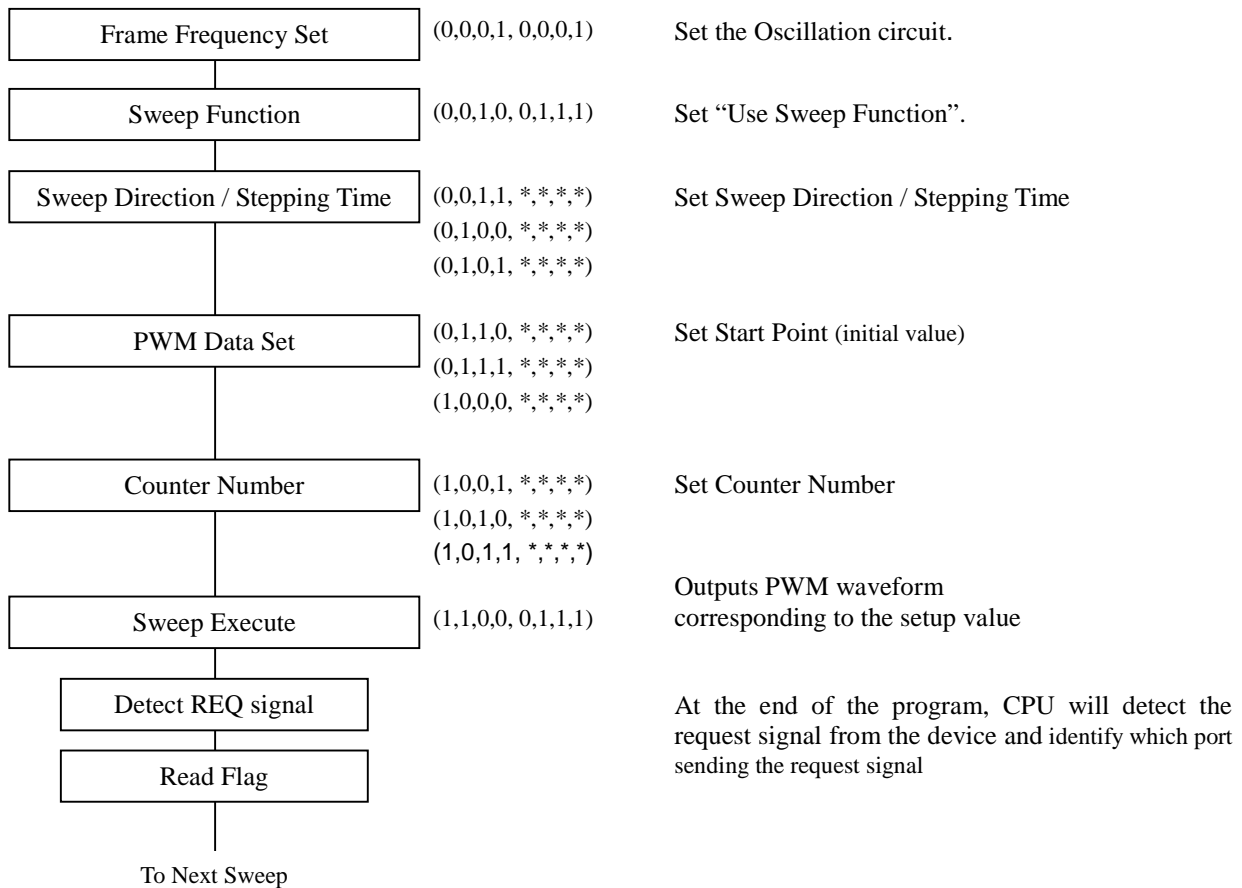 Frame Frequency Set (0,0,0,1, 0,0,0,1) Set the Oscillation circuit.
Sweep Function (0,0,1,0, 0,1,1,1) Set “Use Sweep Function”.
Sweep Direction / Stepping Time (0,0,1,1, *,*,*,*) Set Sweep Direction / Stepping Time
(0,1,0,0, *,*,*,*)
(0,1,0,1, *,*,*,*)
PWM Data Set (0,1,1,0, *,*,*,*) Set Start Point (initial value)
(0,1,1,1, *,*,*,*)
(1,0,0,0, *,*,*,*)
Counter Number (1,0,0,1, *,*,*,*) Set Counter Number
(1,0,1,0, *,*,*,*)
(1,0,1,1, *,*,*,*)
Outputs PWM waveform
Sweep Execute (1,1,0,0, 0,1,1,1) corresponding to the setup value
Detect REQ signal At the end of the program, CPU will detect the
request signal from the device and identify which port
Read Flag sending the request signal
To Next Sweep